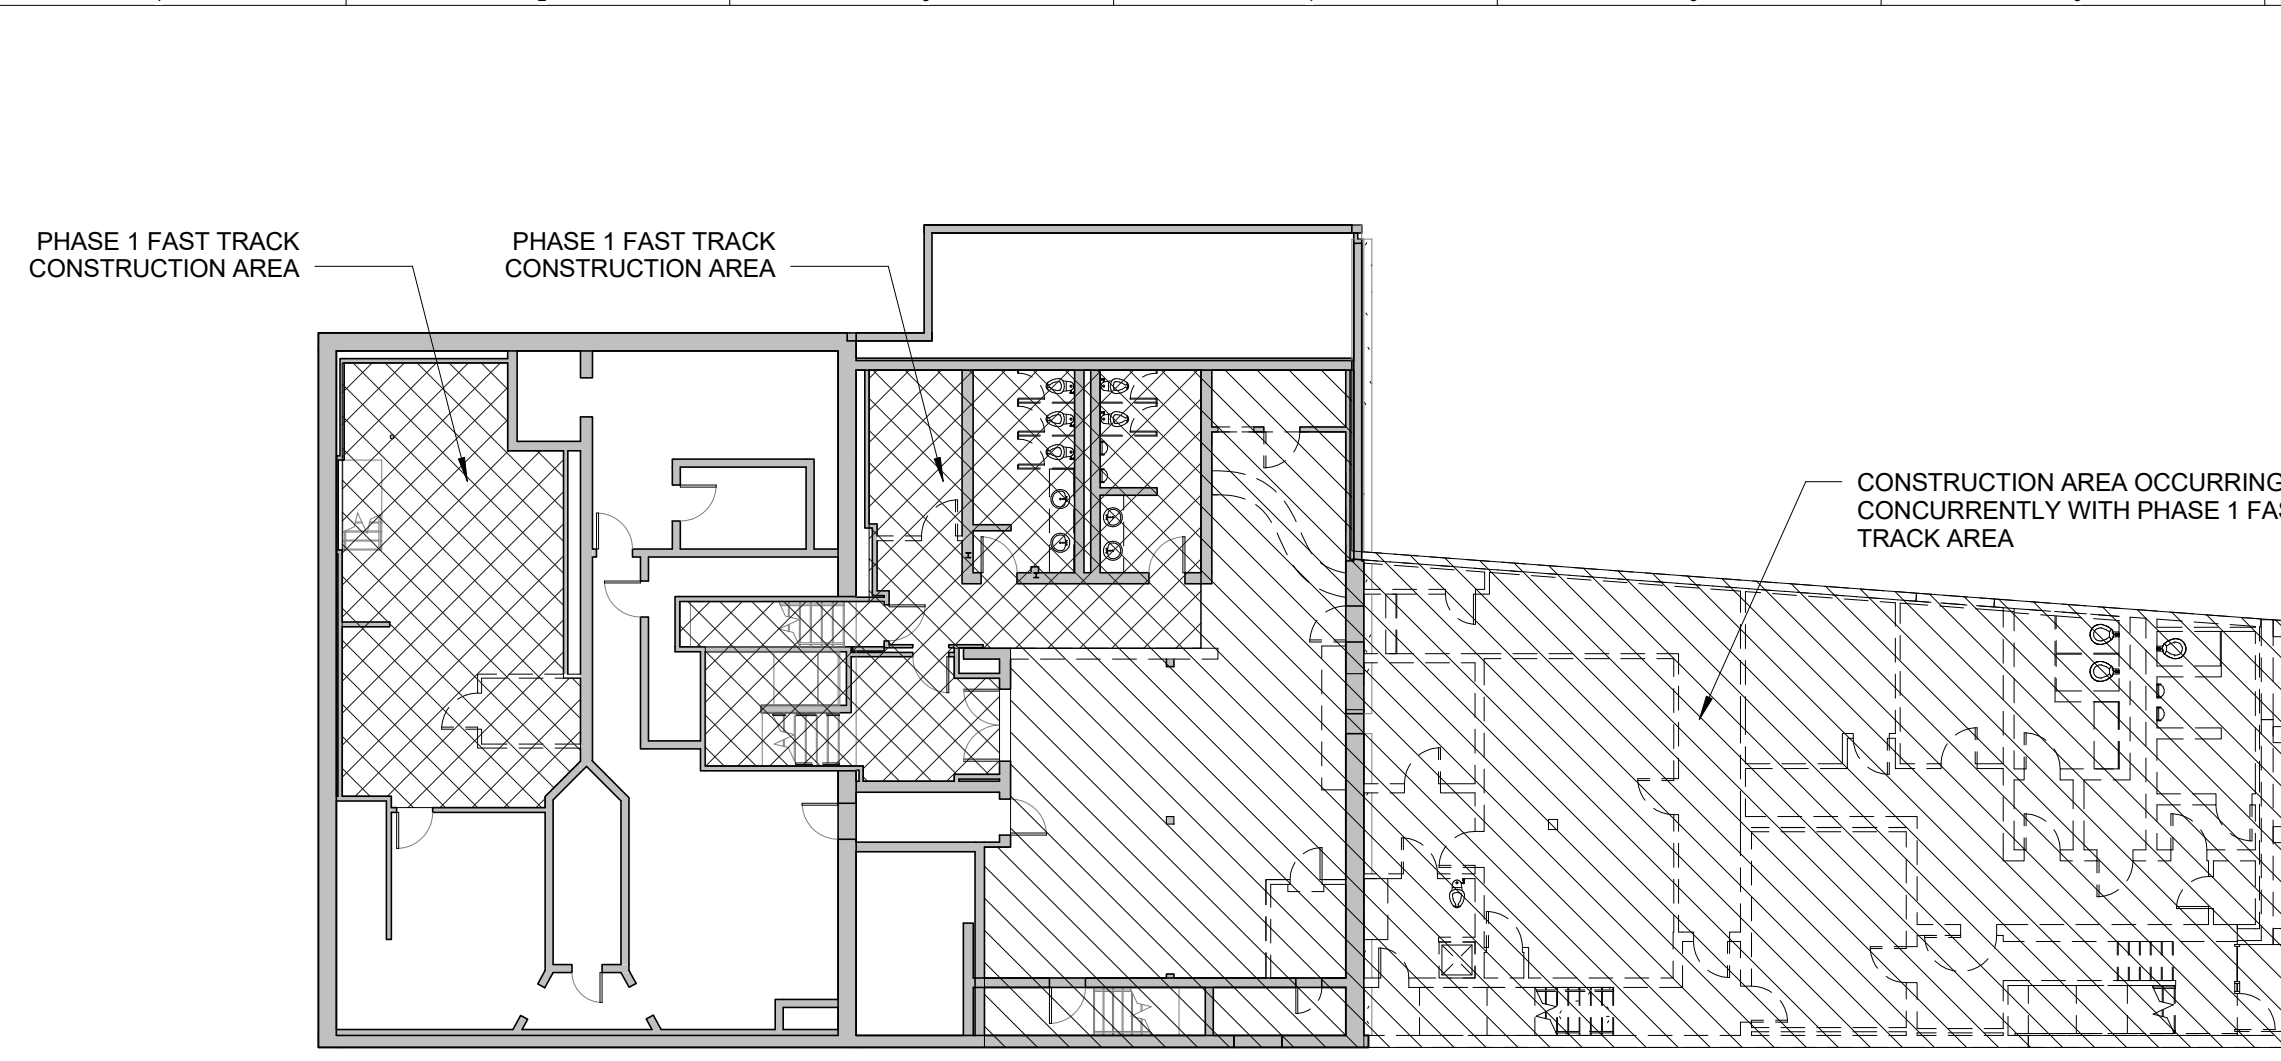 PHASE 1 FAST TRACK
CONSTRUCTION AREA
PHASE 1 FAST TRACK
CONSTRUCTION AREA
CONSTRUCTION AREA OCCURRING
CONCURRENTLY WITH PHASE 1
TRACK AREA